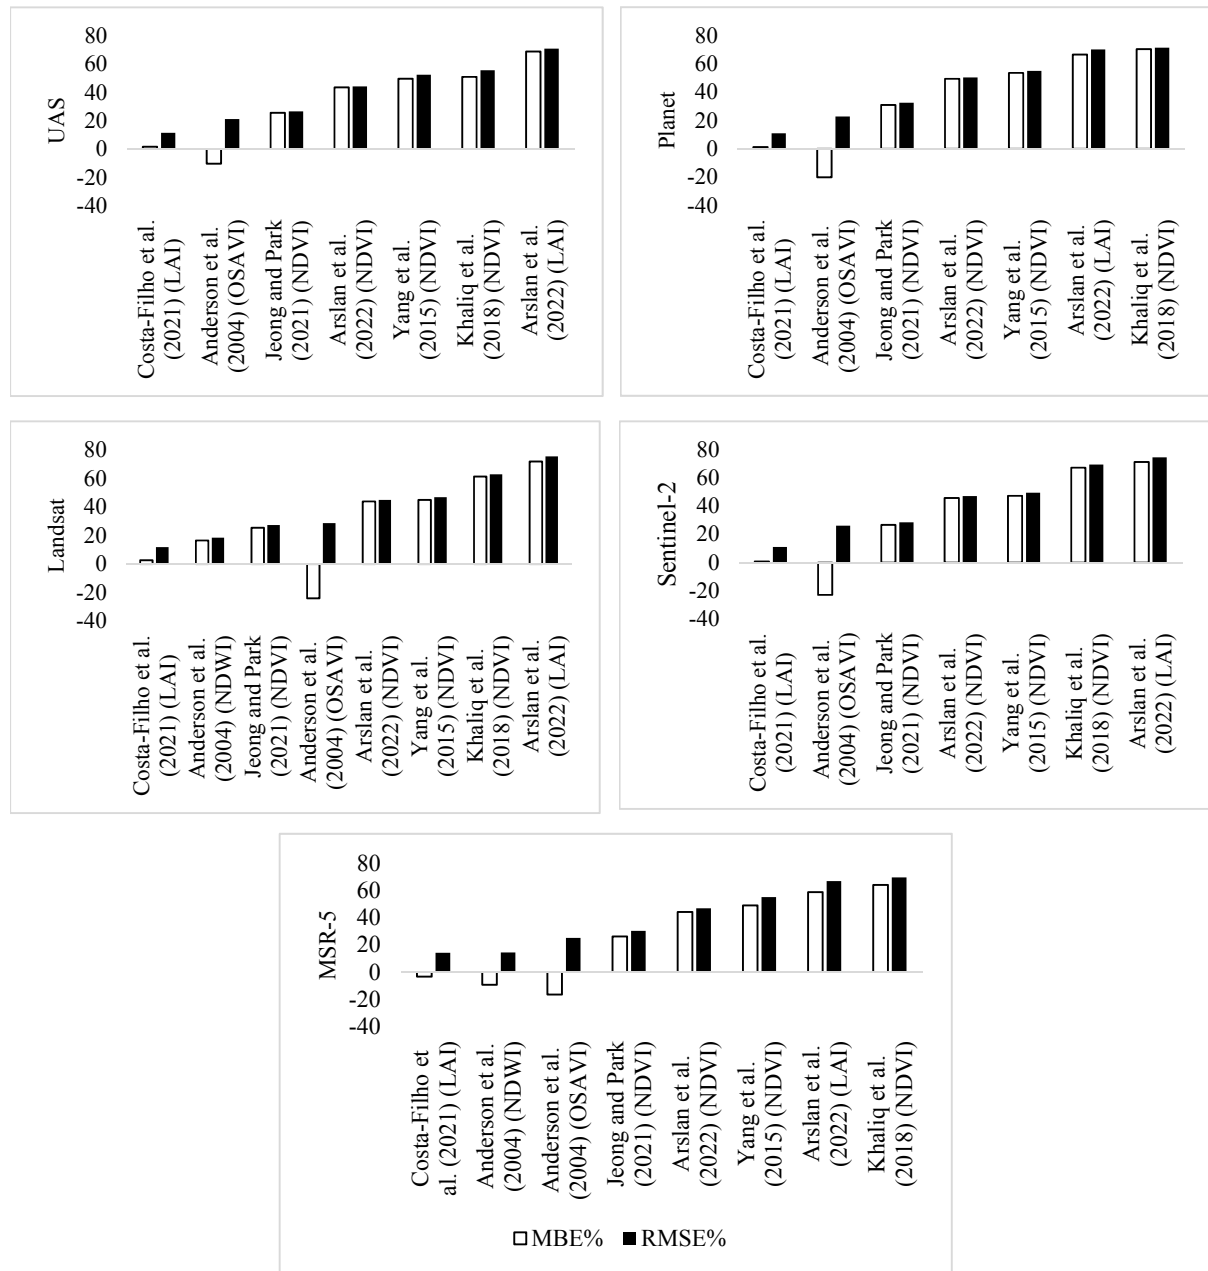 UAS
80
60
40
20
0
-20
-40
Costa-Filho et al.
(2021) (LAI)
Anderson et al.
(2004) (OSAVI)
Jeong and Park
(2021) (NDVI)
Arslan et al.
(2022) (NDVI)
Yang et al.
(2015) (NDVI)
Khaliq et al.
(2018) (NDVI)
Arslan et al.
(2022) (LAI)
Planet
80
60
40
20
0
-20
-40
Costa-Filho et al.
(2021) (LAI)
Anderson et al.
(2004) (OSAVI)
Jeong and Park
(2021) (NDVI)
Arslan et al.
(2022) (NDVI)
Yang et al.
(2015) (NDVI)
Arslan et al.
(2022) (LAI)
Khaliq et al.
(2018) (NDVI)
Landsat
80
60
40
20
0
-20
-40
Costa-Filho et al.
(2021) (LAI)
Anderson et al.
(2004) (NDWI)
Jeong and Park
(2021) (NDVI)
Anderson et al.
(2004) (OSAVI)
Arslan et al.
(2022) (NDVI)
Yang et al.
(2015) (NDVI)
Khaliq et al.
(2018) (NDVI)
Arslan et al.
(2022) (LAI)
Sentinel-2
80
60
40
20
0
-20
-40
Costa-Filho et al.
(2021) (LAI)
Anderson et al.
(2004) (OSAVI)
Jeong and Park
(2021) (NDVI)
Arslan et al.
(2022) (NDVI)
Yang et al.
(2015) (NDVI)
Khaliq et al.
(2018) (NDVI)
Arslan et al.
(2022) (LAI)
MSR-5
80
60
40
20
0
-20
-40
Costa-Filho et
al. (2021) (LAI)
Anderson et al.
(2004) (NDWI)
Anderson et al.
(2004) (OSAVI)
Jeong and Park
(2021) (NDVI)
Arslan et al.
(2022) (NDVI)
Yang et al.
(2015) (NDVI)
Arslan et al.
(2022) (LAI)
Khaliq et al.
(2018) (NDVI)
MBE% RMSE%